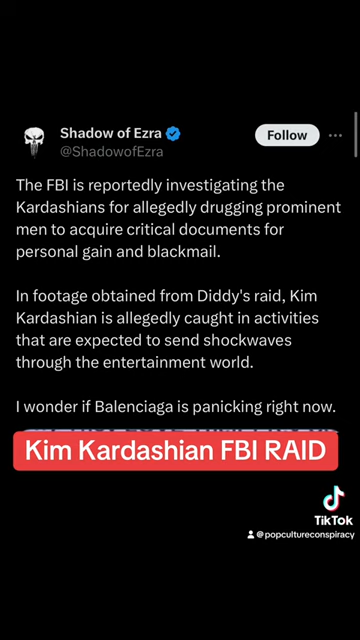 Shadow of Ezra
@ShadowofEzra
Follow
The FBI is reportedly investigating the
Kardashians for allegedly drugging prominent
men to acquire critical documents for
personal gain and blackmail.
In footage obtained from Diddy's raid, Kim
Kardashian is allegedly caught in activities
that are expected to send shockwaves
through the entertainment world.
I wonder if Balenciaga is panicking right now.
Kim Kardashian FBI RAID
TikTok
@popcultureconspiracy